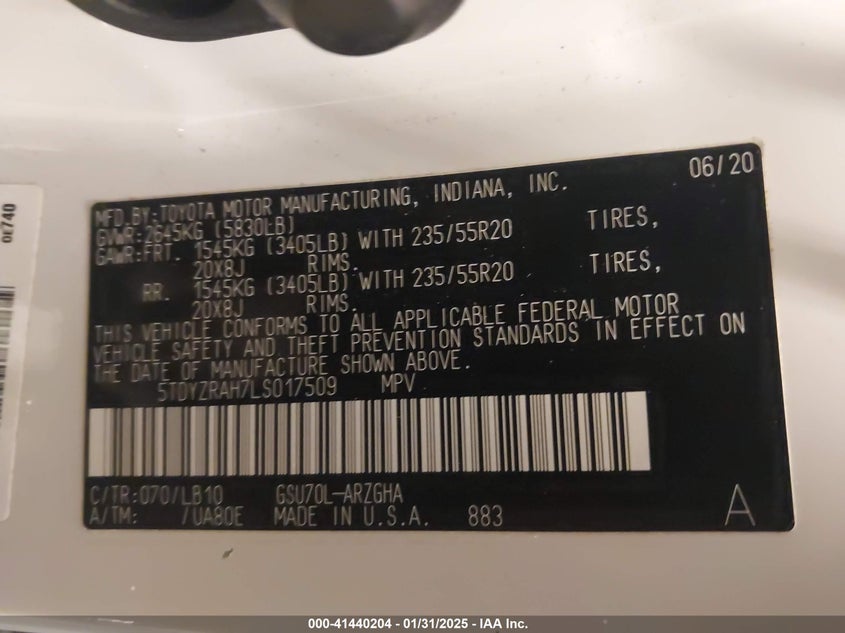 06/20
MFD.BY:TOYOTA MOTOR MANUFACTURING, INDIANA, INC.
GVWR:2645KG (5830LB)
GAWR:FRT. 1545KG (3405LB) WITH 235/55R20 TIRES,
20X8J RIMS.
RR. 1545KG (3405LB) WITH 235/55R20 TIRES,
20X8J RIMS.
THIS VEHICLE CONFORMS TO ALL APPLICABLE FEDERAL MOTOR
VEHICLE SAFETY AND THEFT PREVENTION STANDARDS IN EFFECT ON
THE DATE OF MANUFACTURE SHOWN ABOVE.
5TDYZRAH7LS017509 MPV
C/TR:070/LB10 GSU70L-ARZGHA
A/TM: /UA80E MADE IN U.S.A. 883 A
000-41440204 - 01/31/2025 - IAA Inc.